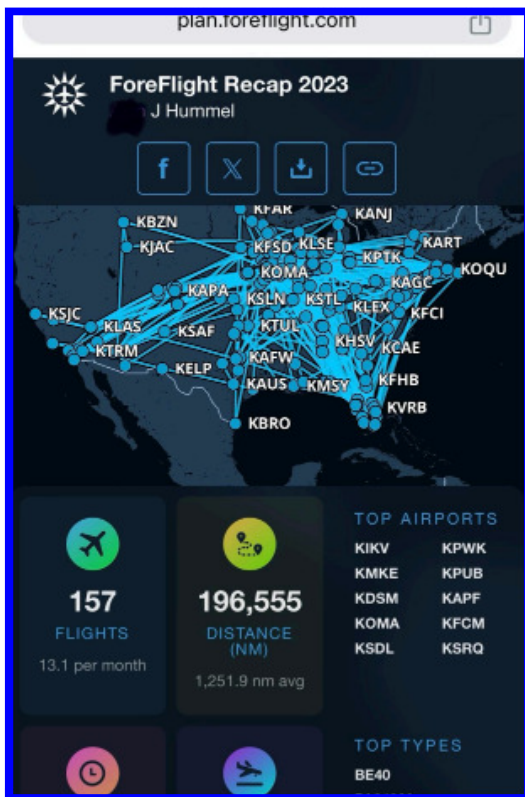 plan.foreflight.com
ForeFlight Recap 2023
J Hummel
f
X
KFAR
KANJ
KBZN
KJAC
KFSD
KLSE
KART
KPTK
KOQU
KOMA
KAPA
KAGC
KSLN
KSTL
KLEX
KFCI
KSJC
KLAS
KSAF
KTUL
KHSV
KCAE
KTRM
KELP
KAFW
KFHB
KAUS
KMSY
KVRB
KBRO
157
FLIGHTS
13.1 per month
196,555
DISTANCE
(NM)
1,251.9 nm avg
TOP AIRPORTS
KIKV KPWK
KMKE KPUB
KDSM KAPF
KOMA KFCM
KSDL KSRQ
TOP TYPES
BE40